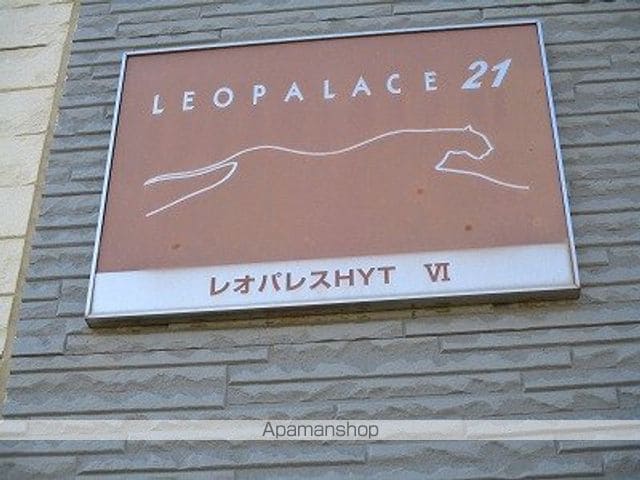 LEOPALACE 21
レオパレスHYT Ⅵ
Apamanshop